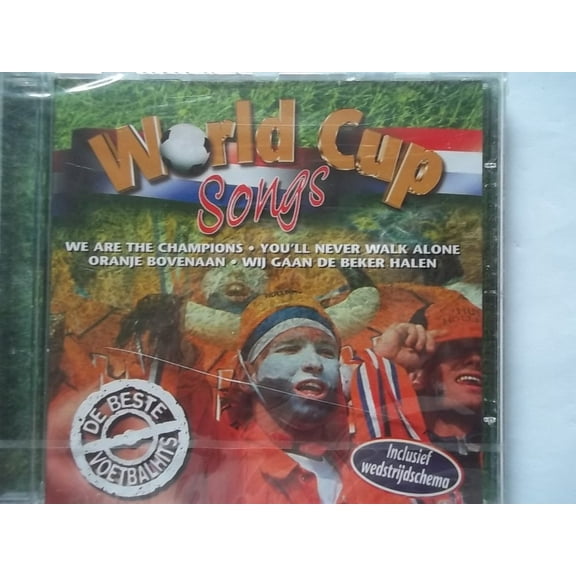 World Cup
Songs
WE ARE THE CHAMPIONS • YOU'LL NEVER WALK ALONE
ORANJE BOVENAAN • WIJ GAAN DE BEKER HALEN
DE BESTE
VOETBALHITS
Inclusief
wedstrijdschema